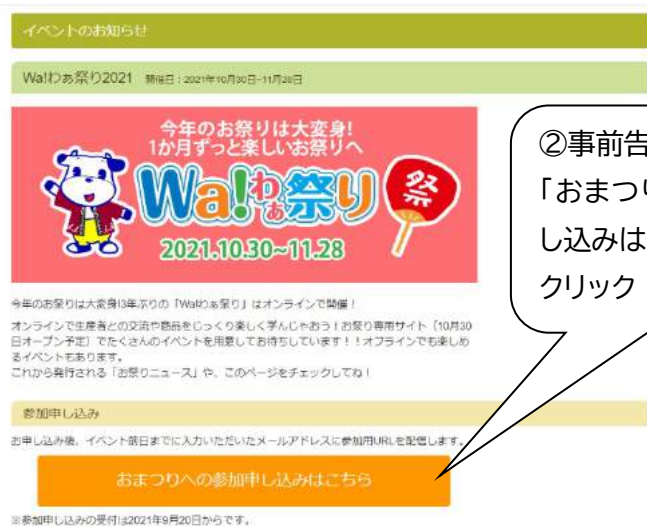 イベントのお知らせ
Wa!わぁ祭り2021 開催日：2021年10月30日-11月28日
今年のお祭りは大変身!
1か月ずっと楽しいお祭りへ
Wa!わぁ祭り
祭
2021.10.30~11.28
②事前告
「おまつり
し込みは
クリック
今年のお祭りは大変身!3年ぶりの「Wa!わぁ祭り」はオンラインで開催！
オンラインで生産者との交流や商品をじっくり楽しく学んじゃおう！お祭り専用サイト（10月30
日オープン予定）でたくさんのイベントを用意してお待ちしています！！オフラインでも楽しめ
るイベントもあります。
これから発行される「お祭りニュース」や、このページをチェックしてね！
参加申し込み
お申し込み後、イベント前日までに入力いただいたメールアドレスに参加用URLを配信します。
おまつりへの参加申し込みはこちら
※参加申し込みの受付は2021年9月20日からです。